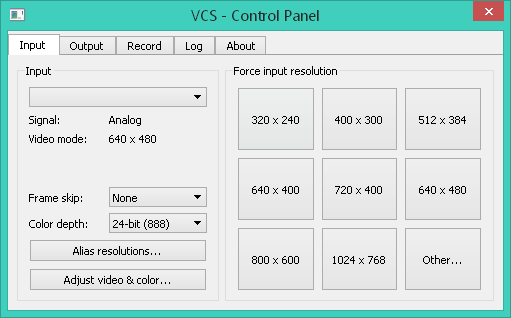 VCS - Control Panel
Input
Output
Record
Log
About
Input
Signal: Analog
Video mode: 640 x 480
Frame skip: None
Color depth: 24-bit (888)
Alias resolutions...
Adjust video & color...
Force input resolution
320 x 240
400 x 300
512 x 384
640 x 400
720 x 400
640 x 480
800 x 600
1024 x 768
Other...